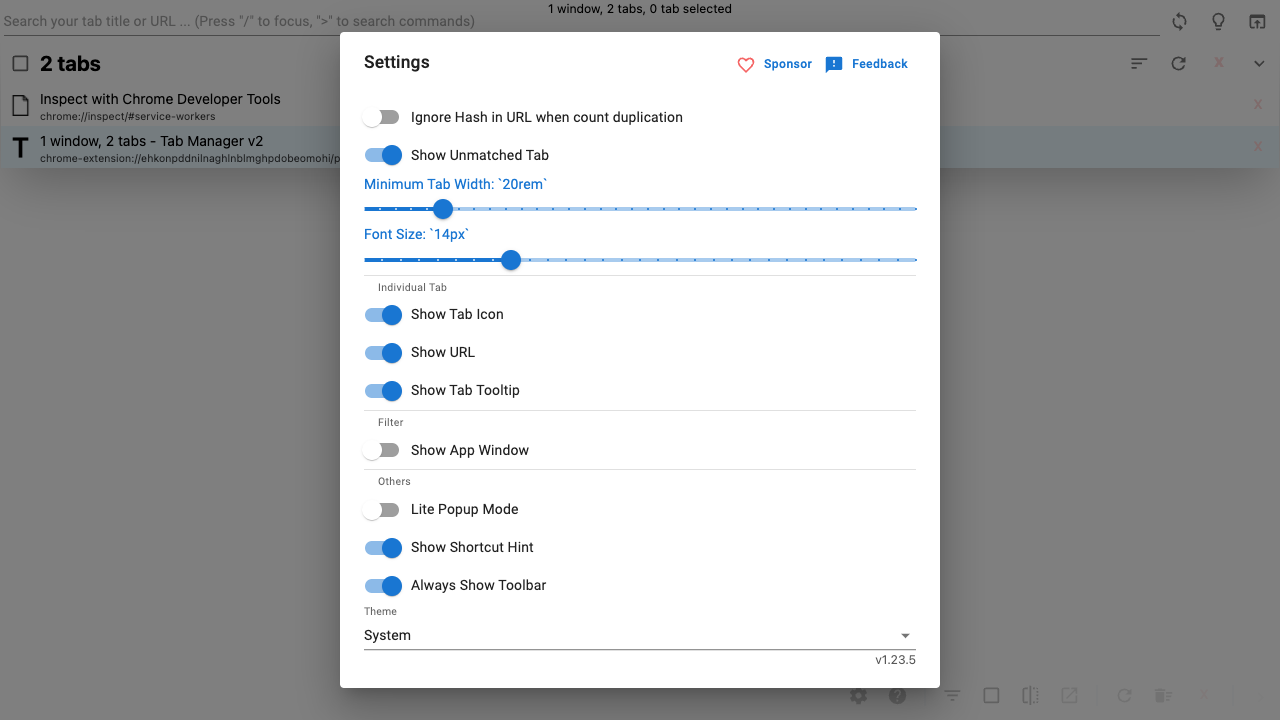 1 window, 2 tabs, 0 tab selected
Search your tab title or URL ... (Press "/" to focus, ">" to search commands)
2 tabs
x
Inspect with Chrome Developer Tools
chrome://inspect/#service-workers
x
T
1 window, 2 tabs - Tab Manager v2
chrome-extension://ehkonpddnilnaghlnblmghpdobeomohi/p
x
Settings
Sponsor
Feedback
Ignore Hash in URL when count duplication
Show Unmatched Tab
Minimum Tab Width: `20rem`
Font Size: `14px`
Individual Tab
Show Tab Icon
Show URL
Show Tab Tooltip
Filter
Show App Window
Others
Lite Popup Mode
Show Shortcut Hint
Always Show Toolbar
Theme
System
v1.23.5